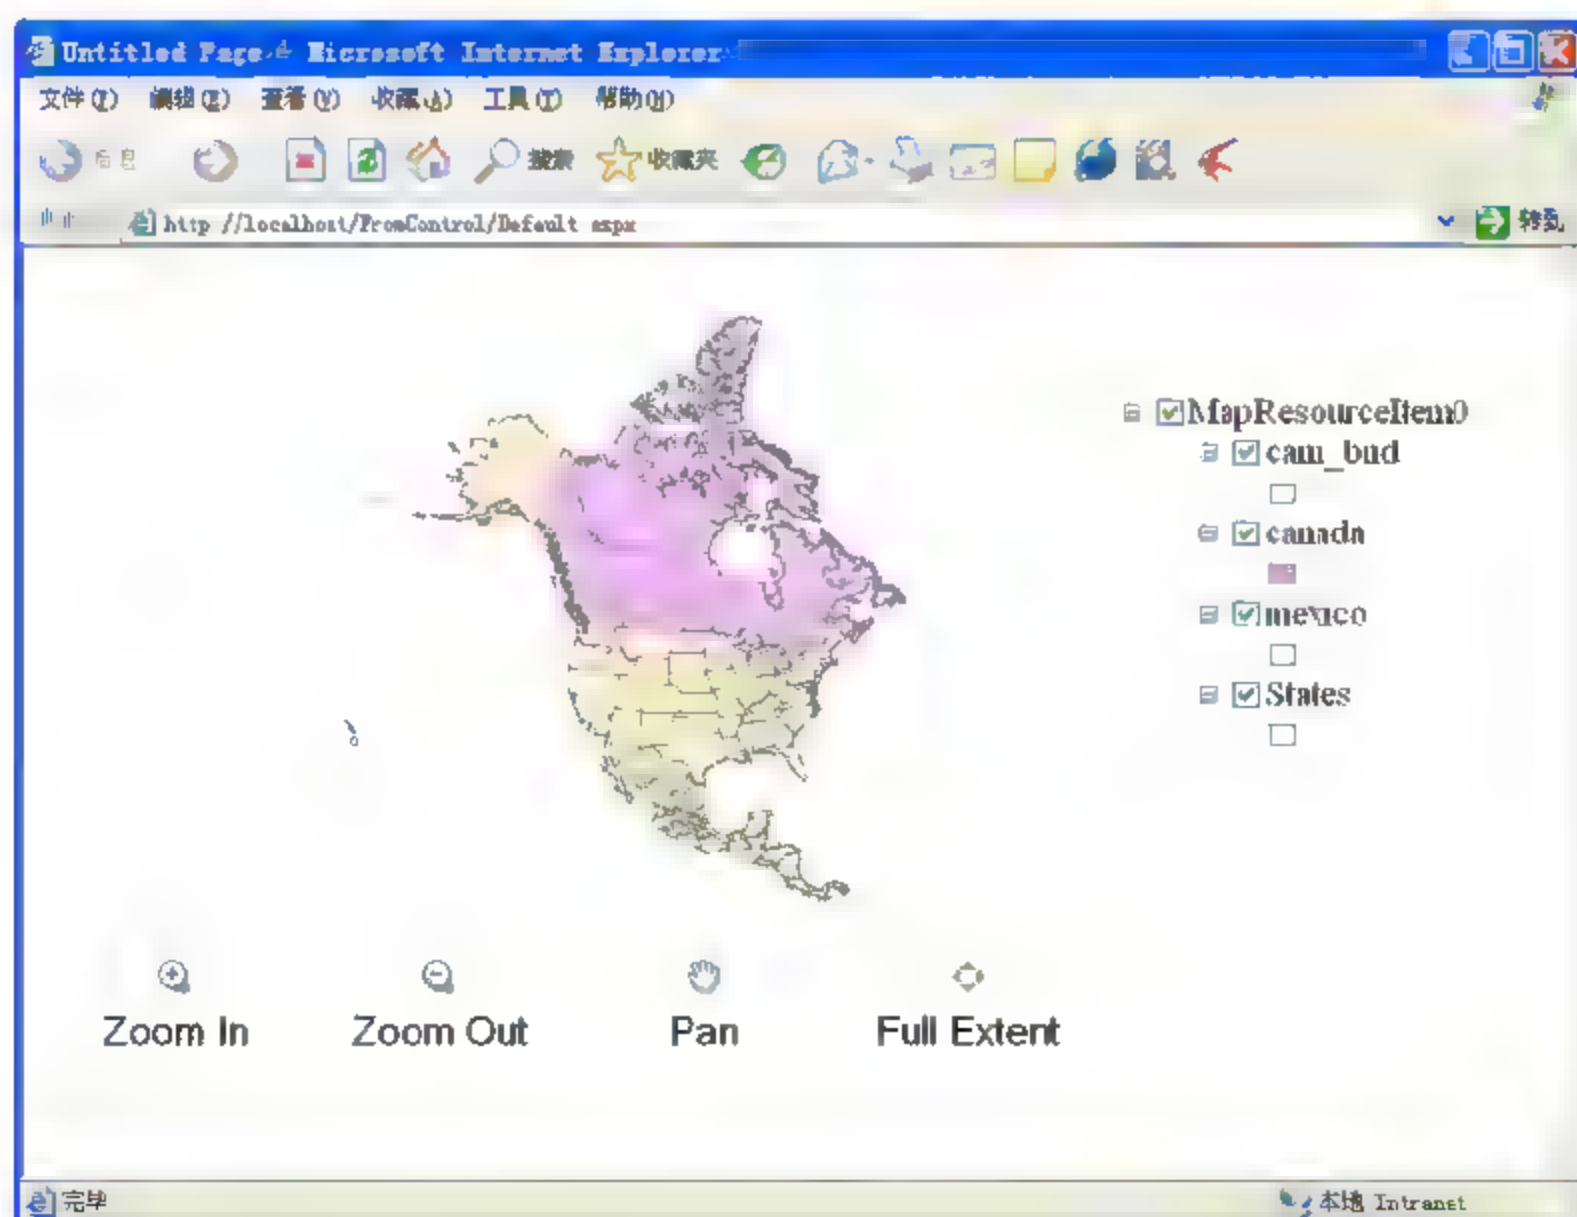 Untitled Page - Microsoft Internet Explorer
文件(F) 编辑(E) 查看(V) 收藏(A) 工具(T) 帮助(H)
搜索 收藏夹
http //localhost/FromControl/Default aspx 转到
MapResourceItem0
cam_bud
canada
mexico
States
Zoom In Zoom Out Pan Full Extent
完毕 本地 Intranet